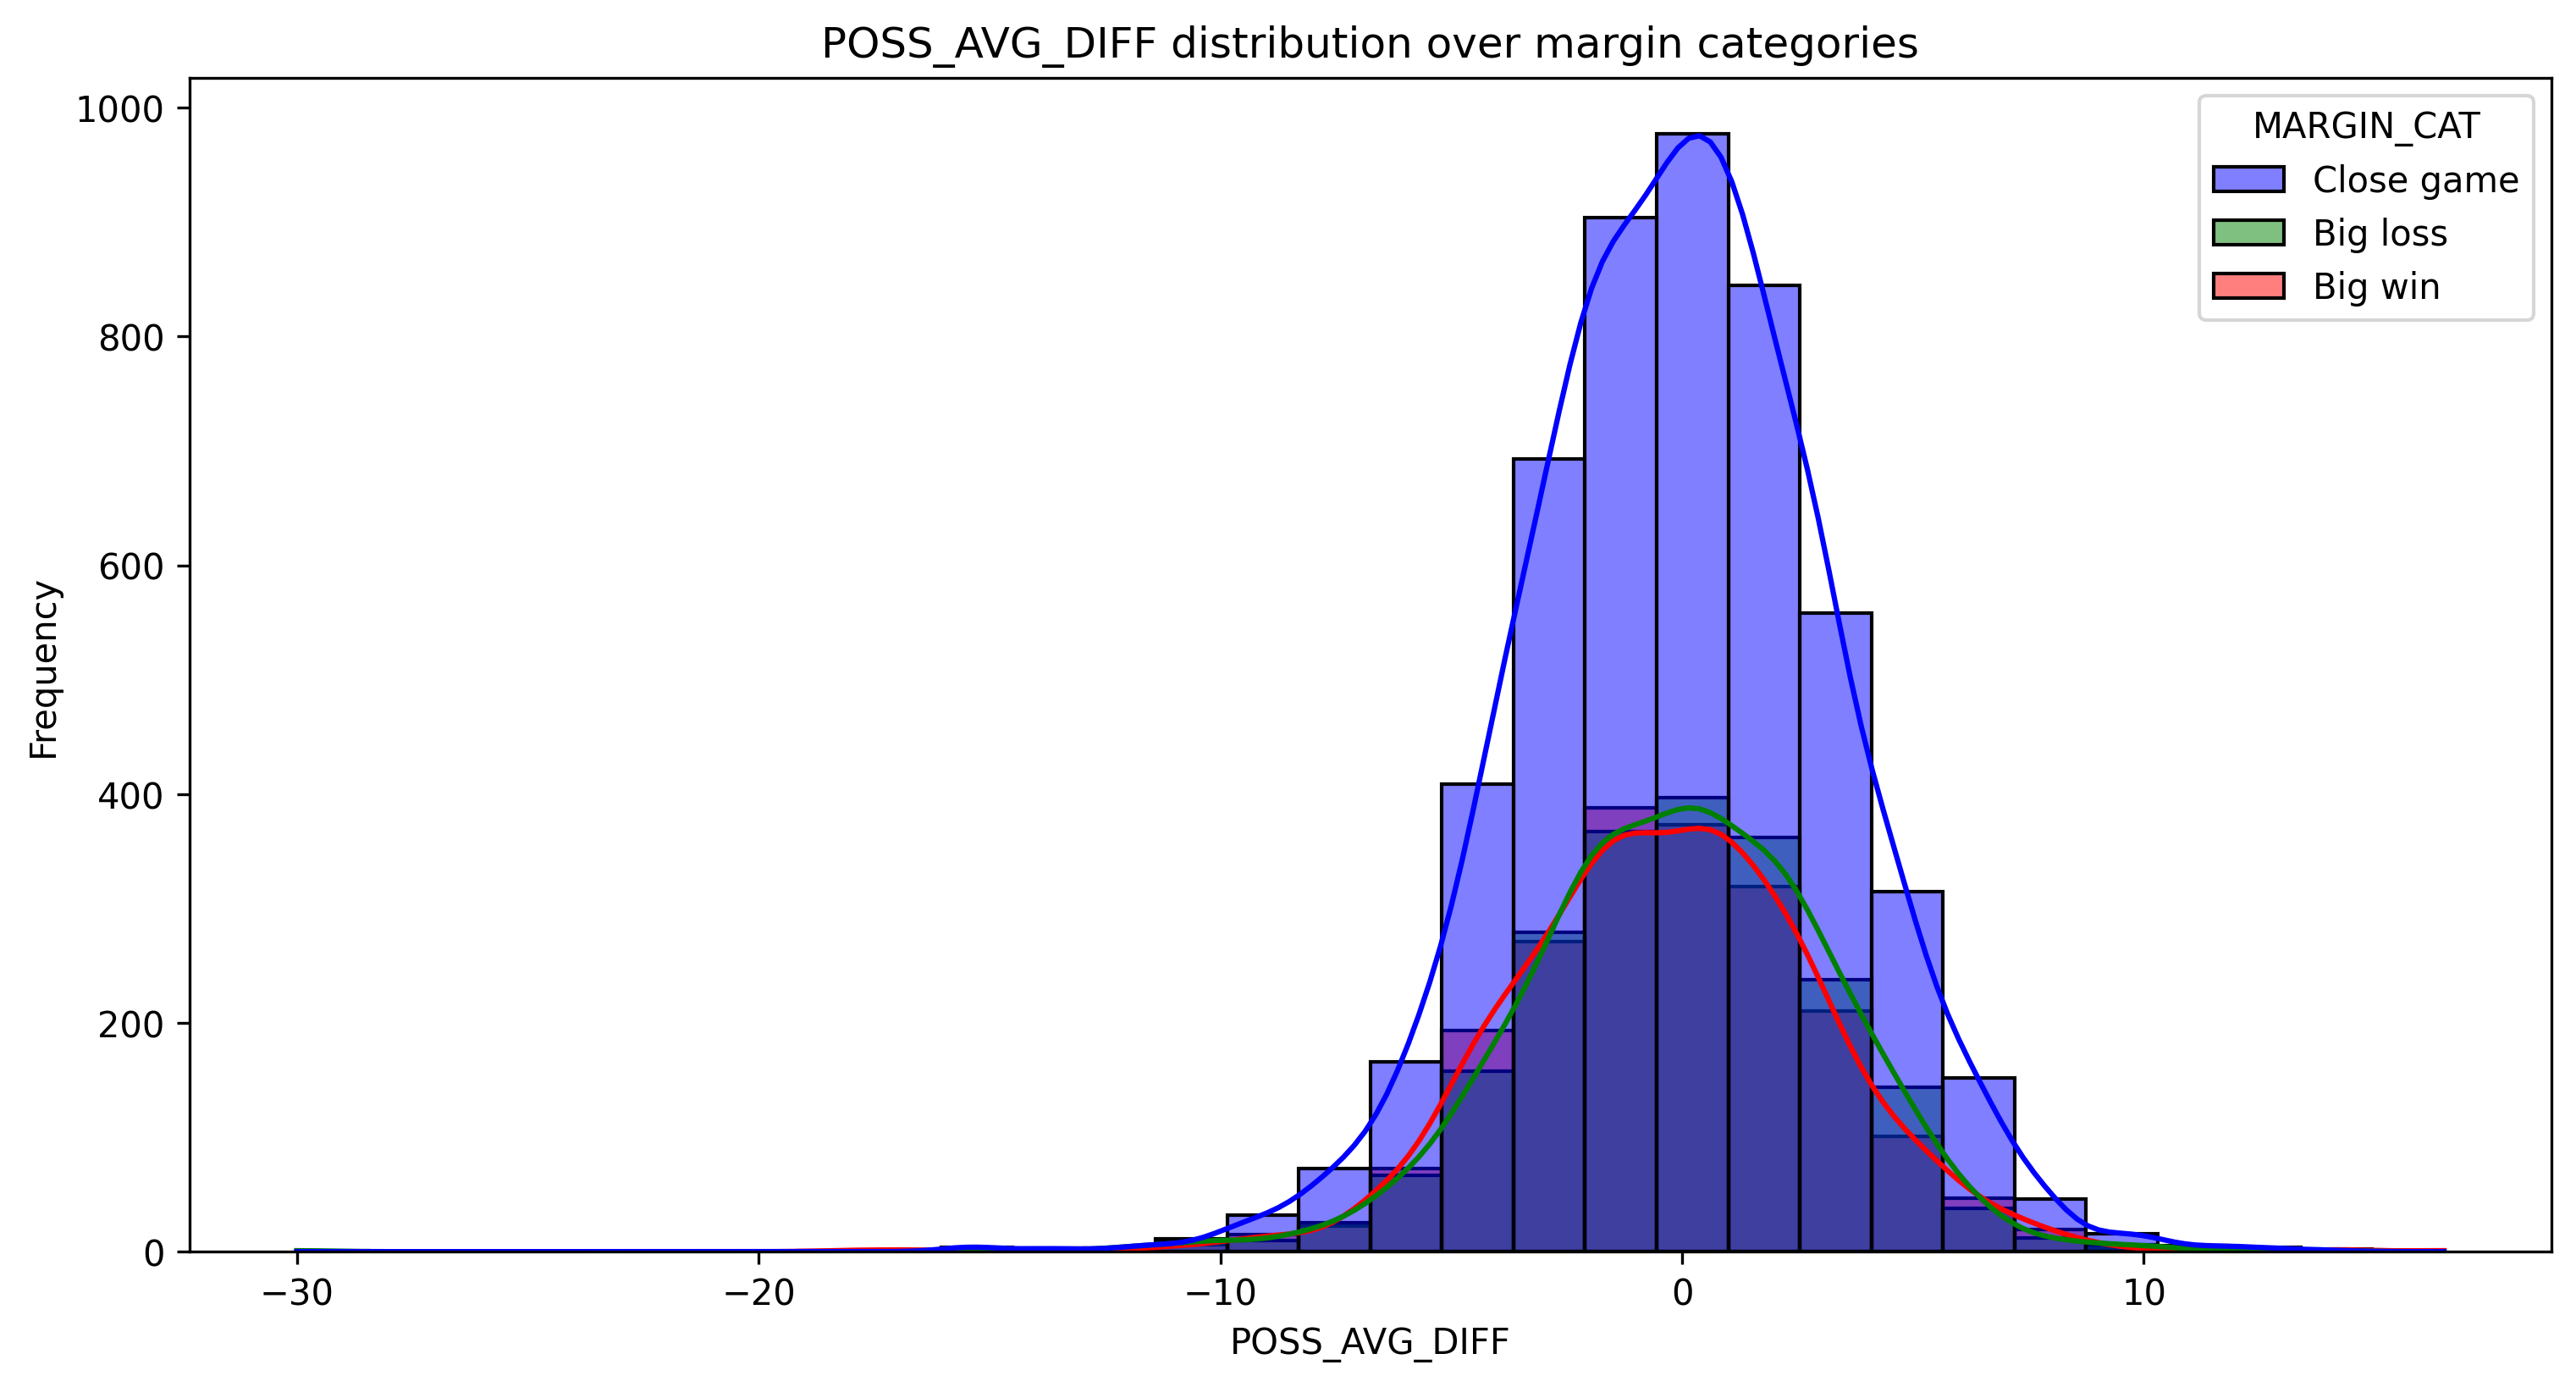 POSS_AVG_DIFF distribution over margin categories
1000
800
600
400
200
0
Frequency
MARGIN_CAT
Close game
Big loss
Big win
−30
−20
−10
0
10
POSS_AVG_DIFF